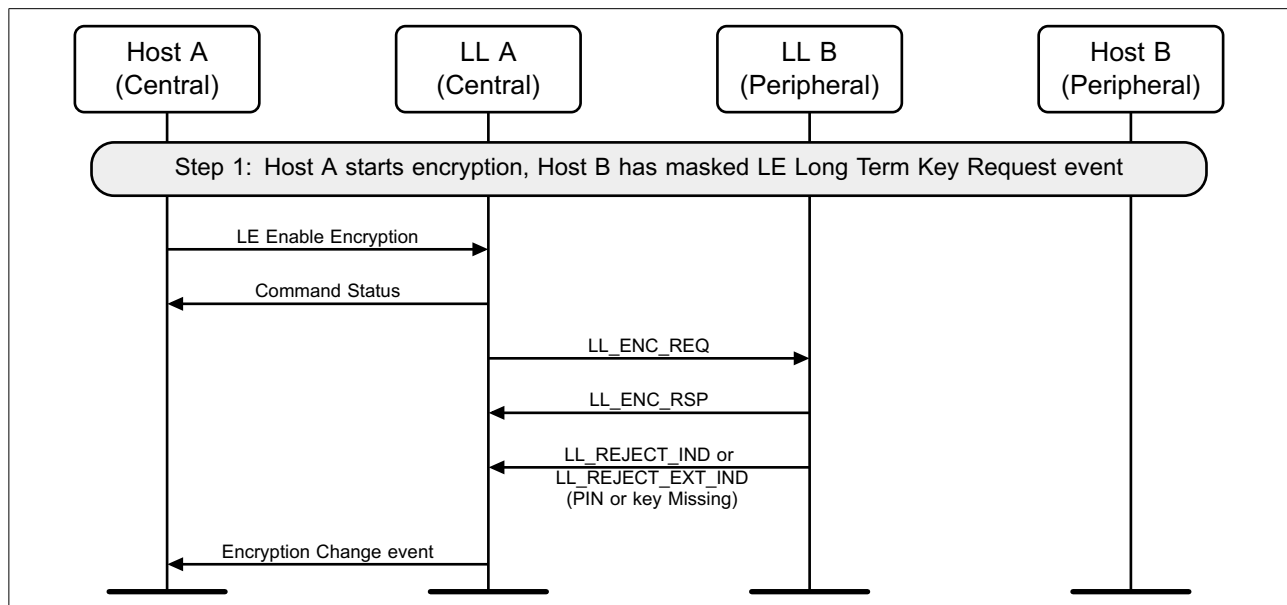 Host A
(Central)
LL A
(Central)
LL B
(Peripheral)
Host B
(Peripheral)
Step 1:  Host A starts encryption, Host B has masked LE Long Term Key Request event
LE Enable Encryption
Command Status
LL_ENC_REQ
LL_ENC_RSP
LL_REJECT_IND or
LL_REJECT_EXT_IND
(PIN or key Missing)
Encryption Change event